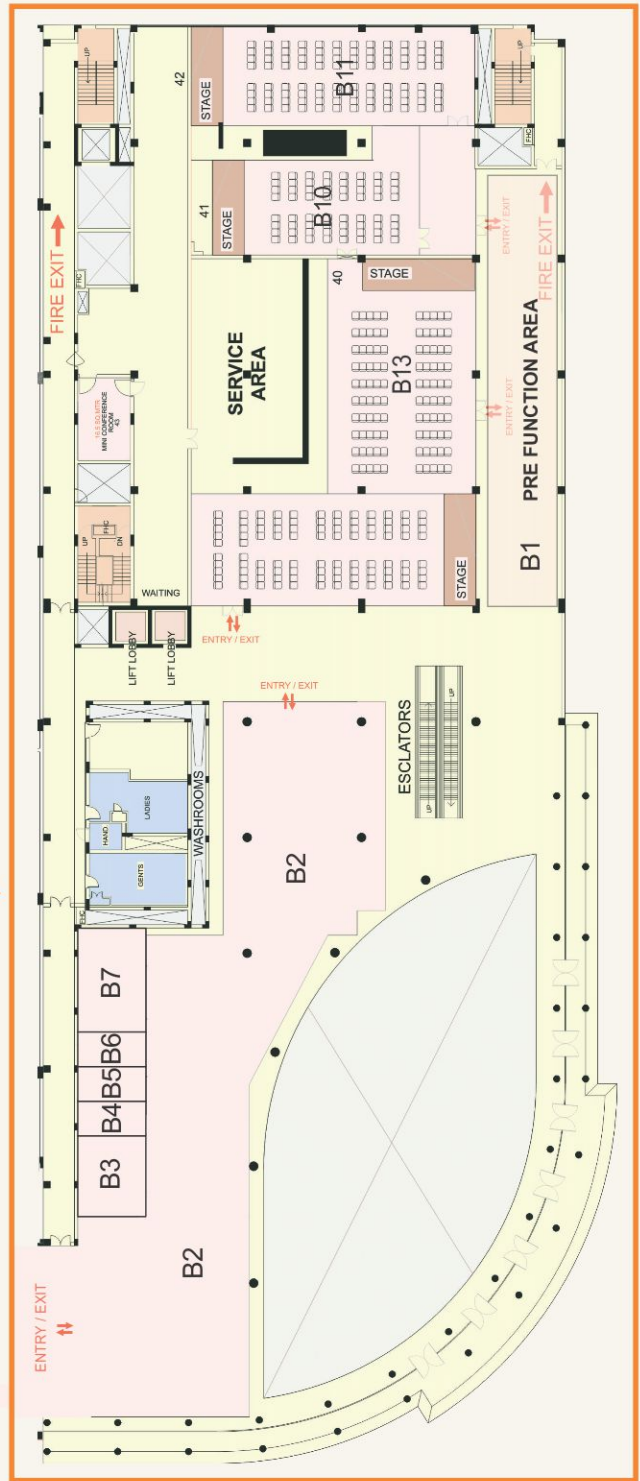 UP
42
STAGE
B11
UP
FHC
41
STAGE
B10
ENTRY / EXIT
FIRE EXIT
FIRE EXIT
FHC
40
STAGE
SERVICE
AREA
B13
ENTRY / EXIT
PRE FUNCTION AREA
B1
MINI CONFERENCE
ROOM
43
UP
FHC
DN
STAGE
WAITING
LIFT LOBBY
LIFT LOBBY
ENTRY / EXIT
ENTRY / EXIT
ESCLATORS
UP
UP
WASHROOMS
LADIES
HAND.
GENTS
FHC
B2
B7
B6
B5
B4
B3
B2
ENTRY / EXIT